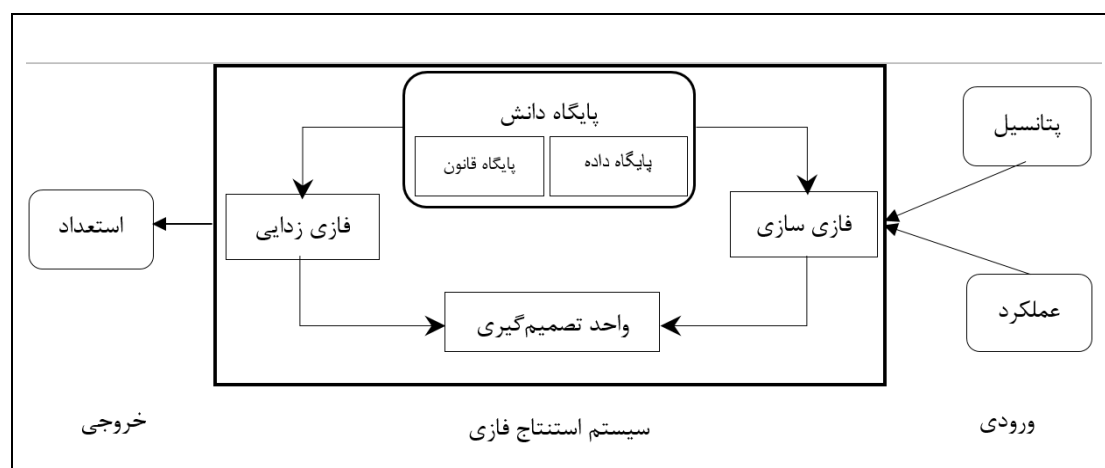 پایگاه دانش
پتانسیل
پایگاه داده
پایگاه قانون
فازی سازی
فازی زدایی
استعداد
عملکرد
واحد تصمیم‌گیری
ورودی
سیستم استنتاج فازی
خروجی